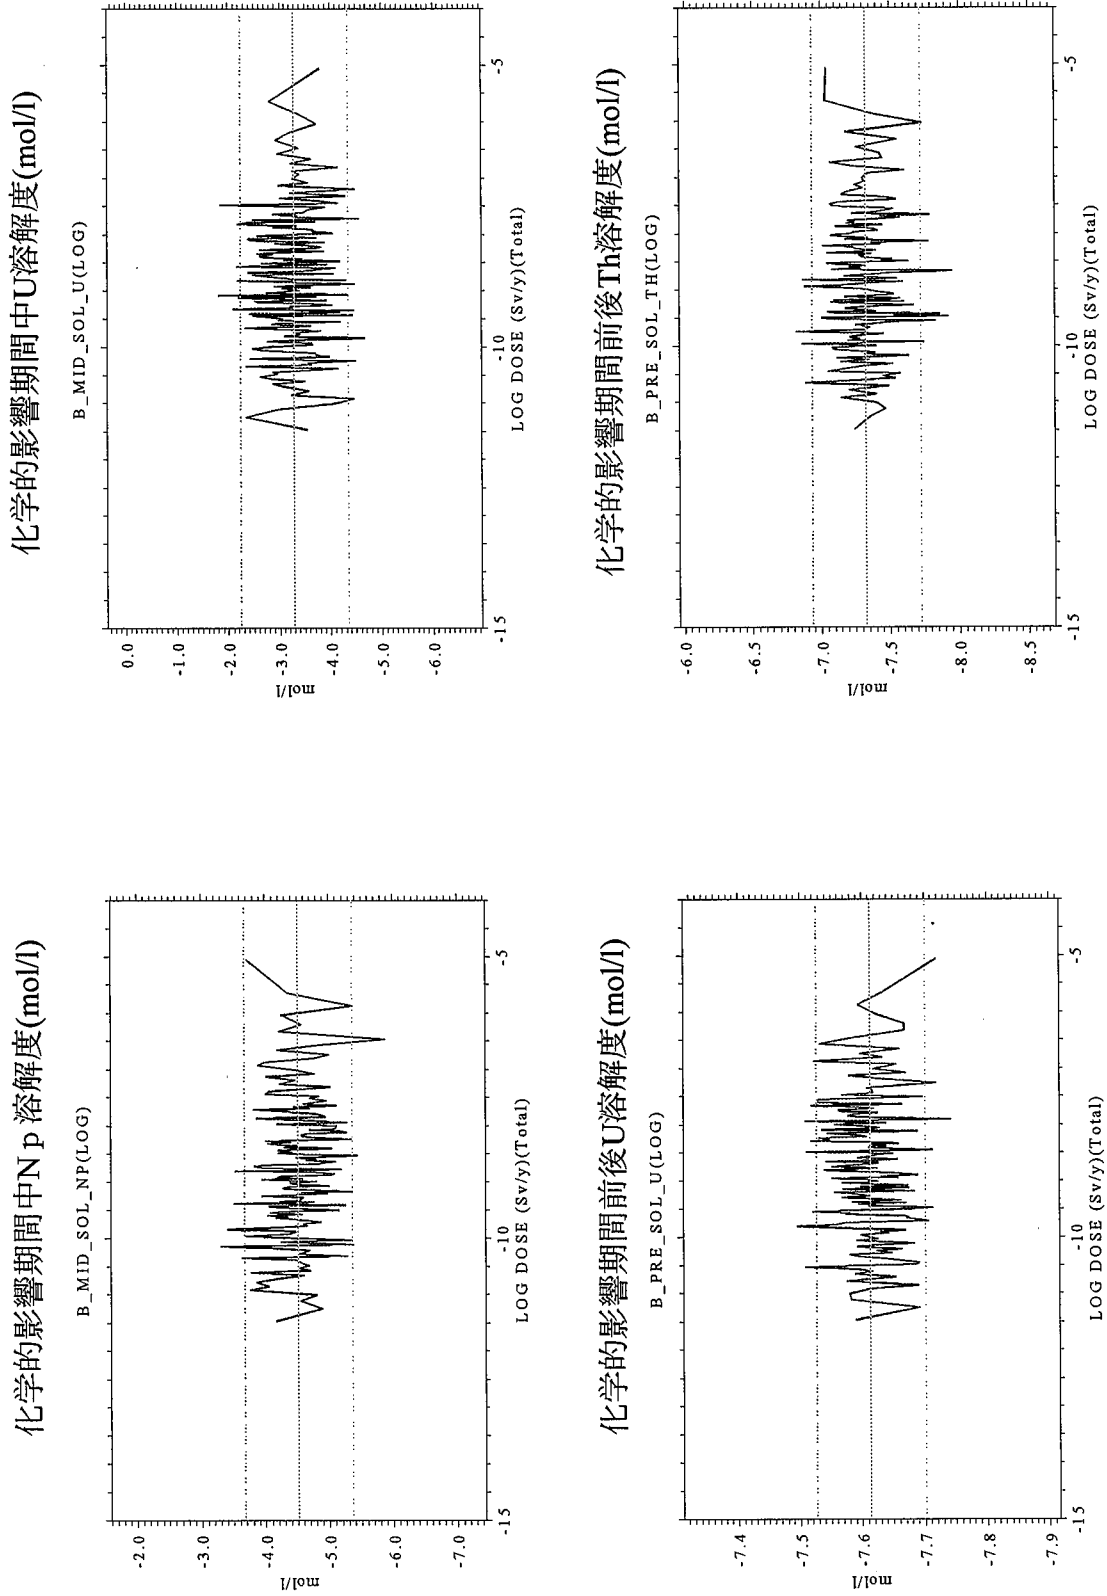 化学的影響期間中Np溶解度(mol/l)
B_MID_SOL_NP(LOG)
-2.0
-3.0
-4.0
-5.0
-6.0
-7.0
mol/l
-15
-10
-5
LOG DOSE (Sv/y)(Total)
化学的影響期間中U溶解度(mol/l)
B_MID_SOL_U(LOG)
0.0
-1.0
-2.0
-3.0
-4.0
-5.0
-6.0
mol/l
-15
-10
-5
LOG DOSE (Sv/y)(Total)
化学的影響期間前後U溶解度(mol/l)
B_PRE_SOL_U(LOG)
-7.4
-7.5
-7.6
-7.7
-7.8
-7.9
mol/l
-15
-10
-5
LOG DOSE (Sv/y)(Total)
化学的影響期間前後Th溶解度(mol/l)
B_PRE_SOL_TH(LOG)
-6.0
-6.5
-7.0
-7.5
-8.0
-8.5
mol/l
-15
-10
-5
LOG DOSE (Sv/y)(Total)